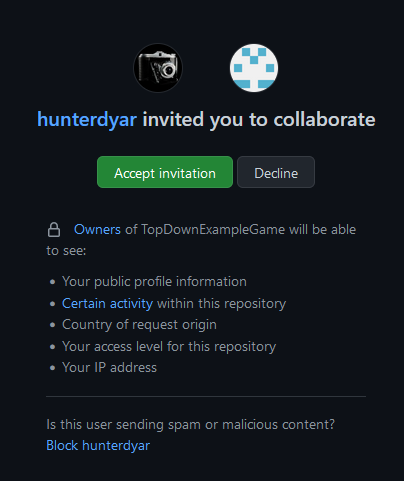 hunterdyar invited you to collaborate
Accept invitation
Decline
Owners of TopDownExampleGame will be able
to see:
Your public profile information
Certain activity within this repository
Country of request origin
Your access level for this repository
Your IP address
Is this user sending spam or malicious content?
Block hunterdyar